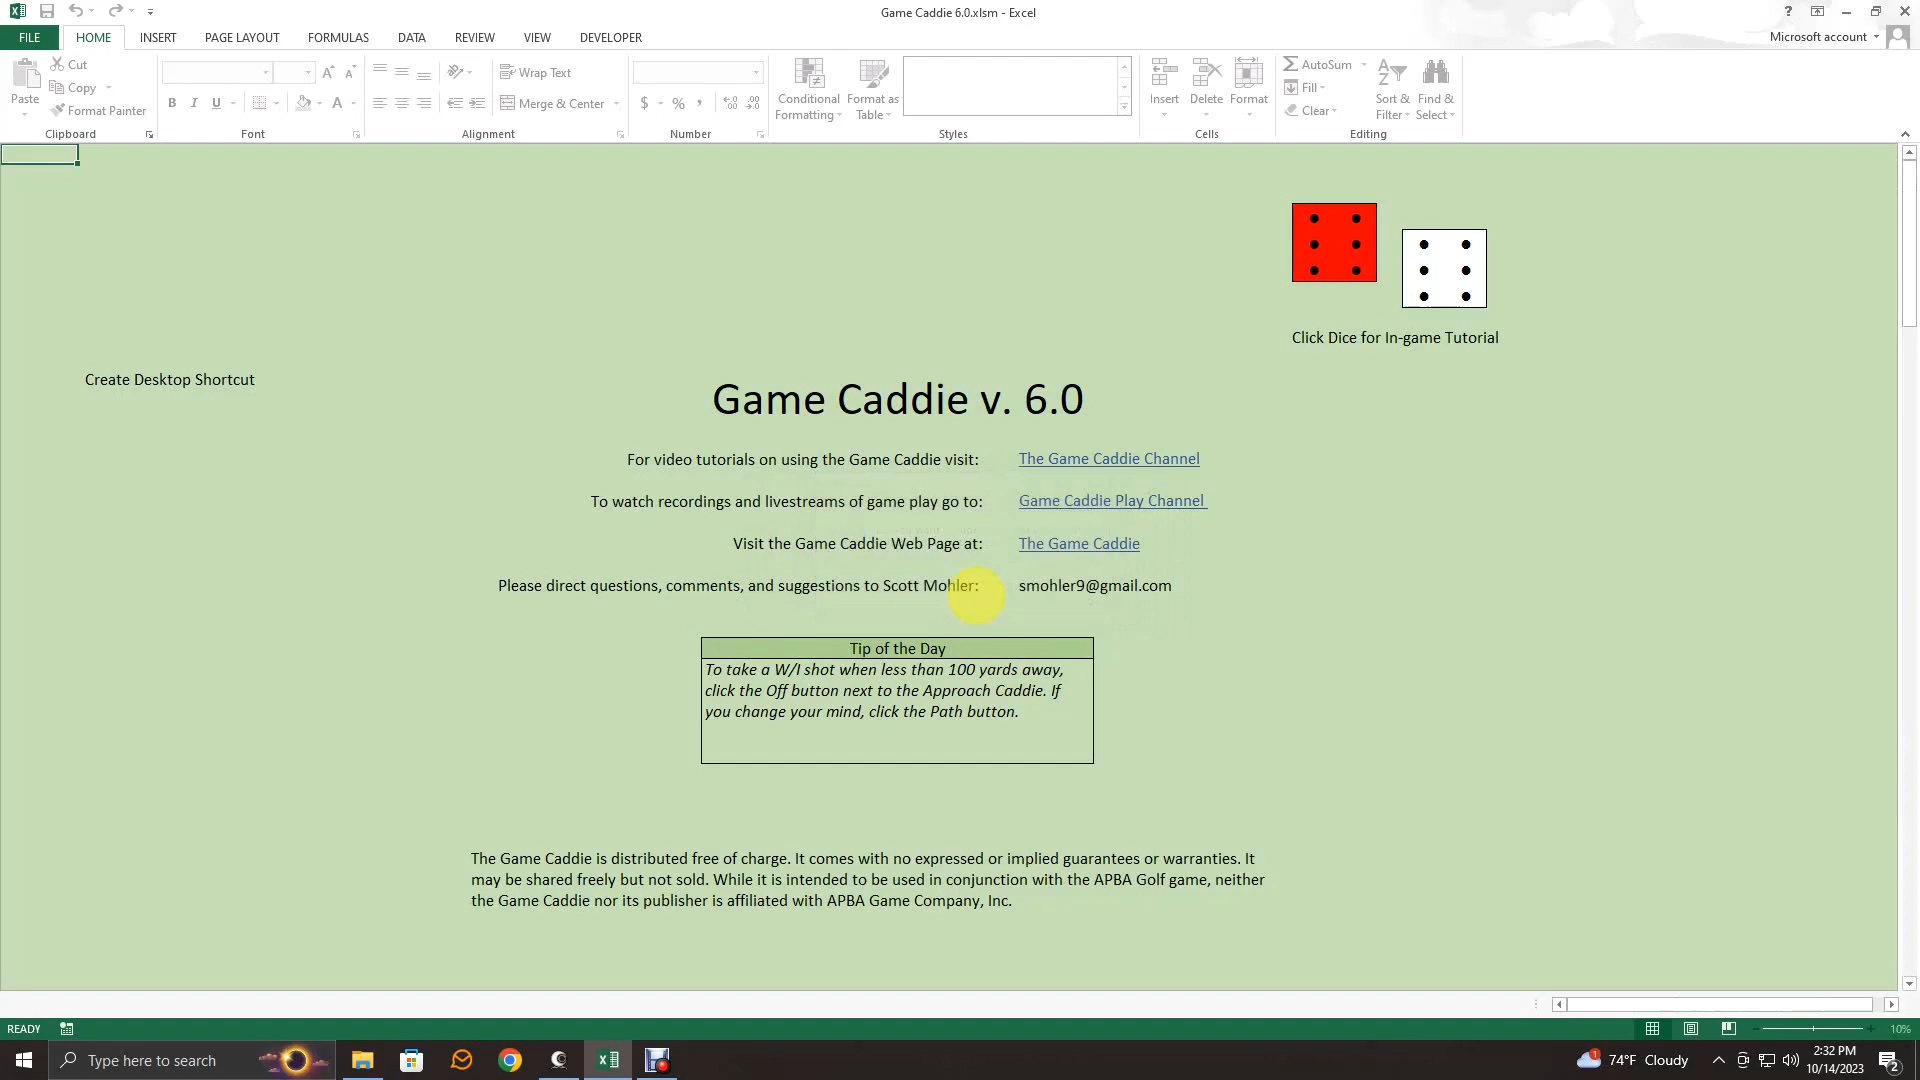 Game Caddie 6.0.xlsm - Excel
FILE HOME INSERT PAGE LAYOUT FORMULAS DATA REVIEW VIEW DEVELOPER
Microsoft account
Paste
Cut
Copy
Format Painter
Clipboard
B I U
A
Font
Wrap Text
Merge & Center
Alignment
$ % ,
Number
Conditional Formatting
Format as Table
Styles
Insert
Delete
Format
Cells
AutoSum
Fill
Clear
Sort & Filter
Find & Select
Editing
Click Dice for In-game Tutorial
Create Desktop Shortcut
Game Caddie v. 6.0
For video tutorials on using the Game Caddie visit: The Game Caddie Channel
To watch recordings and livestreams of game play go to: Game Caddie Play Channel
Visit the Game Caddie Web Page at: The Game Caddie
Please direct questions, comments, and suggestions to Scott Mohler: smohler9@gmail.com
Tip of the Day
To take a W/I shot when less than 100 yards away,
click the Off button next to the Approach Caddie. If
you change your mind, click the Path button.
The Game Caddie is distributed free of charge. It comes with no expressed or implied guarantees or warranties. It
may be shared freely but not sold. While it is intended to be used in conjunction with the APBA Golf game, neither
the Game Caddie nor its publisher is affiliated with APBA Game Company, Inc.
READY
10%
Type here to search
74°F Cloudy
2:32 PM
10/14/2023